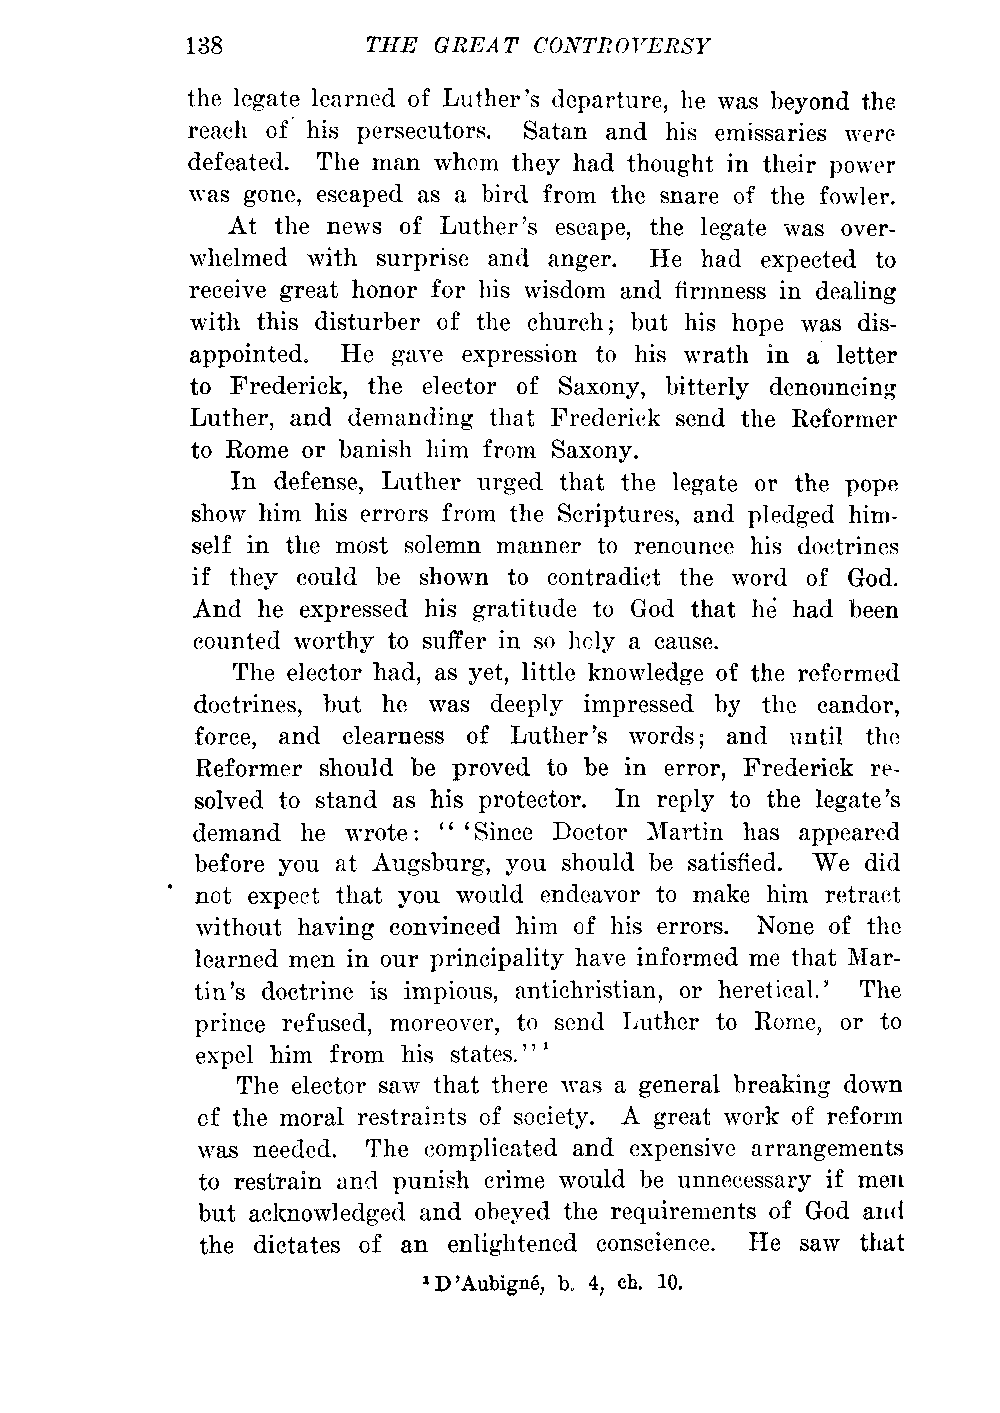 138 THE GREAT CONTROVERSY
the legate learned of Luther's departure, he was beyond the
reach of his persecutors. Satan and his emissaries were
defeated. The man whom they had thought in their power
was gone, escaped as a bird from the snare of the fowler.
At the news of Luther's escape, the legate was over-
whelmed with surprise and anger. He had expected to
receive great honor for his wisdom and firmness in dealing
with this disturber of the church; but his hope was dis-
appointed. He gave expression to his wrath in a letter
to Frederick, the elector of Saxony, bitterly denouncing
Luther, and demanding that Frederick send the Reformer
to Rome or banish him from Saxony.
In defense, Luther urged that the legate or the pope
show him his errors from the Scriptures, and pledged him-
self in the most solemn manner to renounce his doctrines
if they could be shown to contradict the word of God.
And he expressed his gratitude to God that he had been
counted worthy to suffer in so holy a cause.
The elector had, as yet, little knowledge of the reformed
doctrines, but he was deeply impressed by the candor,
force, and clearness of Luther's words; and until the
Reformer should be proved to be in error, Frederick re-
solved to stand as his protector. In reply to the legate's
demand he wrote: " 'Since Doctor Martin has appeared
before you at Augsburg, you should be satisfied. We did
not expect that you would endeavor to make him retract
without having convinced him of his errors. None of the
learned men in our principality have informed me that Mar-
tin's doctrine is impious, antichristian, or heretical.' The
prince refused, moreover, to send Luther to Rome, or to
expel him from his states." ¹
The elector saw that there was a general breaking down
of the moral restraints of society. A great work of reform
was needed. The complicated and expensive arrangements
to restrain and punish crime would be unnecessary if men
but acknowledged and obeyed the requirements of God and
the dictates of an enlightened conscience. He saw that
¹ D'Aubigné, b. 4, ch. 10.